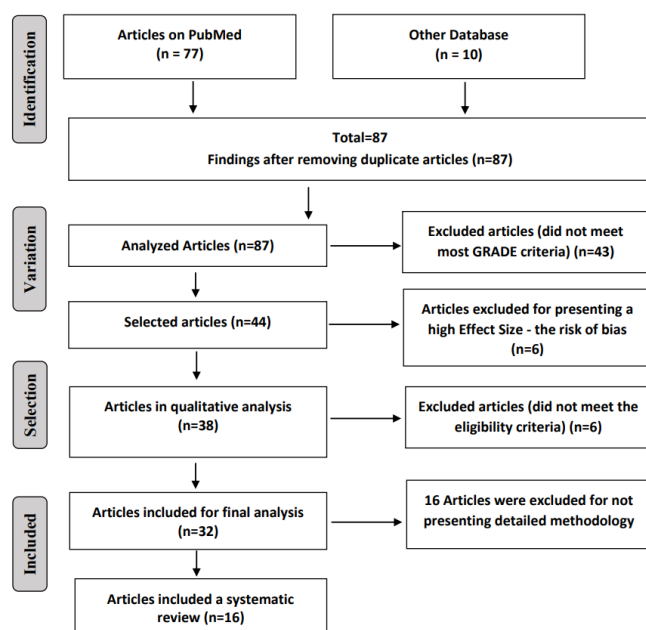 Identification
Articles on PubMed
(n = 77)
Other Database
(n = 10)
Total=87
Findings after removing duplicate articles (n=87)
Variation
Analyzed Articles (n=87)
Excluded articles (did not meet
most GRADE criteria) (n=43)
Selected articles (n=44)
Articles excluded for presenting a
high Effect Size - the risk of bias
(n=6)
Selection
Articles in qualitative analysis
(n=38)
Excluded articles (did not meet the
eligibility criteria) (n=6)
Included
Articles included for final analysis
(n=32)
16 Articles were excluded for not
presenting detailed methodology
Articles included a systematic
review (n=16)